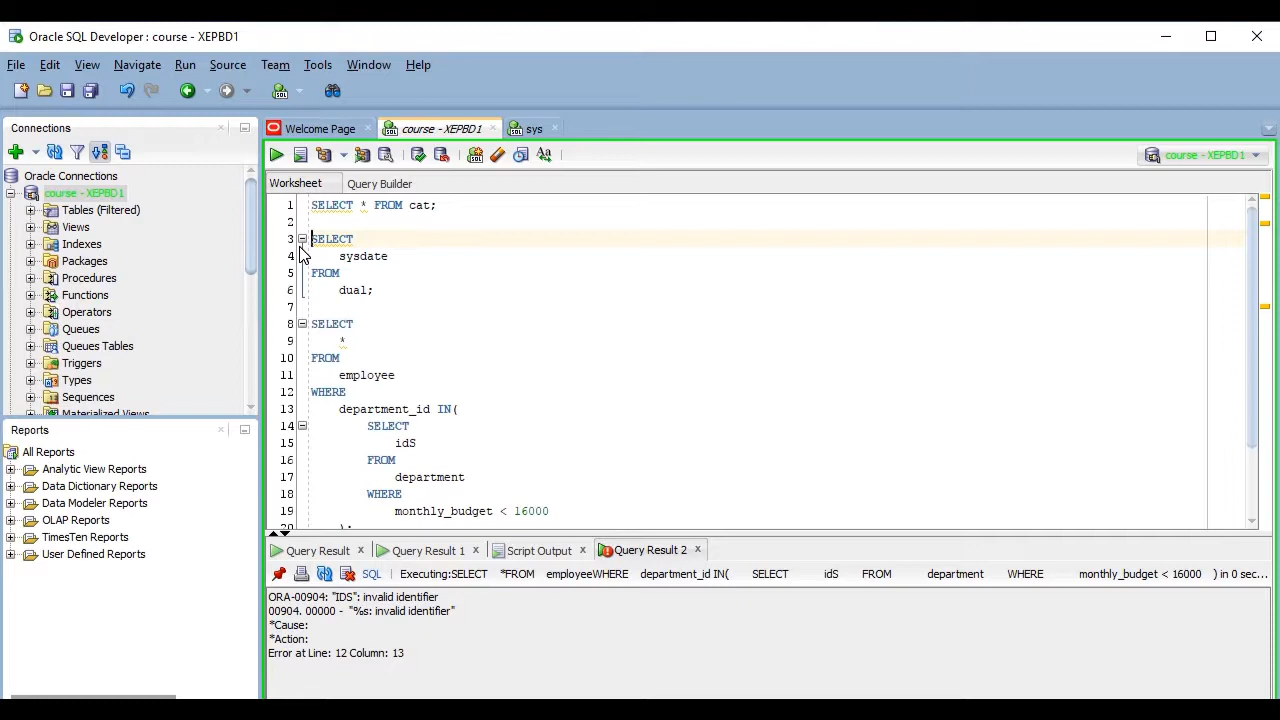 Oracle SQL Developer : course - XEPBD1
File Edit View Navigate Run Source Team Tools Window Help
Connections
Welcome Page
course - XEPBD1
sys
course - XEPBD1
Oracle Connections
course - XEPBD1
Tables (Filtered)
Views
Indexes
Packages
Procedures
Functions
Operators
Queues
Queues Tables
Triggers
Types
Sequences
Materialized Views
Worksheet Query Builder
1 SELECT * FROM cat;
2
3 SELECT
4 sysdate
5 FROM
6 dual;
7
8 SELECT
9 *
10 FROM
11 employee
12 WHERE
13 department_id IN(
14 SELECT
15 idS
16 FROM
17 department
18 WHERE
19 monthly_budget < 16000
20 );
Reports
All Reports
Analytic View Reports
Data Dictionary Reports
Data Modeler Reports
OLAP Reports
TimesTen Reports
User Defined Reports
Query Result Query Result 1 Script Output Query Result 2
SQL Executing:SELECT *FROM employeeWHERE department_id IN( SELECT idS FROM department WHERE monthly_budget < 16000 ) in 0 sec...
ORA-00904: "IDS": invalid identifier
00904. 00000 - "%s: invalid identifier"
*Cause:
*Action:
Error at Line: 12 Column: 13